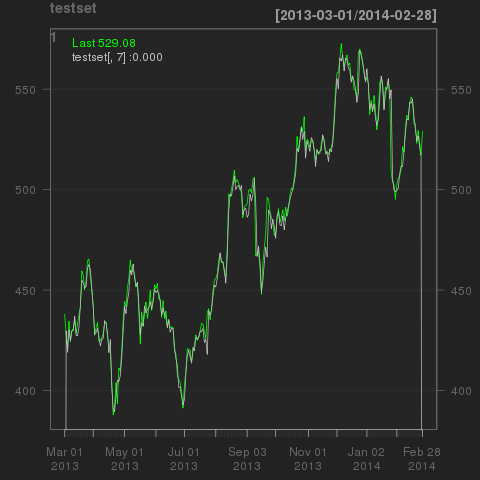 testset
[2013-03-01/2014-02-28]
1
Last 529.08
testset[, 7] :0.000
550 550
500 500
450 450
400 400
Mar 01 May 01 Jul 01 Sep 03 Nov 01 Jan 02 Feb 28
2013 2013 2013 2013 2013 2014 2014